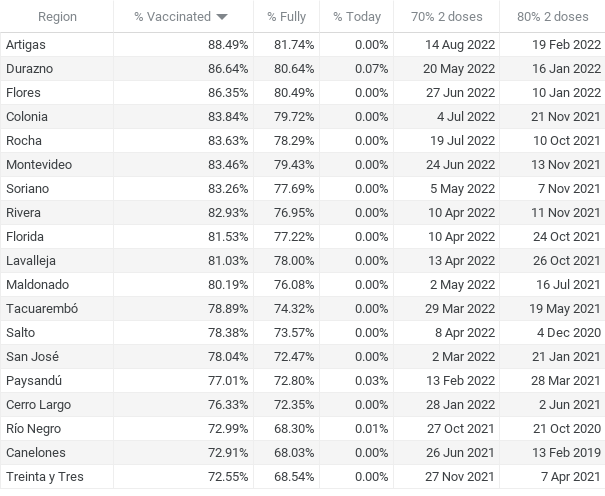 Region % Vaccinated % Fully % Today 70% 2 doses 80% 2 doses
Artigas 88.49% 81.74% 0.00% 14 Aug 2022 19 Feb 2022
Durazno 86.64% 80.64% 0.07% 20 May 2022 16 Jan 2022
Flores 86.35% 80.49% 0.00% 27 Jun 2022 10 Jan 2022
Colonia 83.84% 79.72% 0.00% 4 Jul 2022 21 Nov 2021
Rocha 83.63% 78.29% 0.00% 19 Jul 2022 10 Oct 2021
Montevideo 83.46% 79.43% 0.00% 24 Jun 2022 13 Nov 2021
Soriano 83.26% 77.69% 0.00% 5 May 2022 7 Nov 2021
Rivera 82.93% 76.95% 0.00% 10 Apr 2022 11 Nov 2021
Florida 81.53% 77.22% 0.00% 10 Apr 2022 24 Oct 2021
Lavalleja 81.03% 78.00% 0.00% 13 Apr 2022 26 Oct 2021
Maldonado 80.19% 76.08% 0.00% 2 May 2022 16 Jul 2021
Tacuarembó 78.89% 74.32% 0.00% 29 Mar 2022 19 May 2021
Salto 78.38% 73.57% 0.00% 8 Apr 2022 4 Dec 2020
San José 78.04% 72.47% 0.00% 2 Mar 2022 21 Jan 2021
Paysandú 77.01% 72.80% 0.03% 13 Feb 2022 28 Mar 2021
Cerro Largo 76.33% 72.35% 0.00% 28 Jan 2022 2 Jun 2021
Río Negro 72.99% 68.30% 0.01% 27 Oct 2021 21 Oct 2020
Canelones 72.91% 68.03% 0.00% 26 Jun 2021 13 Feb 2019
Treinta y Tres 72.55% 68.54% 0.00% 27 Nov 2021 7 Apr 2021